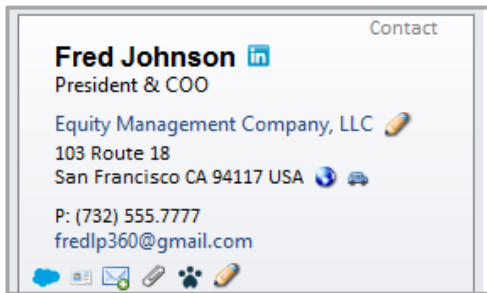 Contact
Fred Johnson in
President & COO
Equity Management Company, LLC
103 Route 18
San Francisco CA 94117 USA
P: (732) 555.7777
fredlp360@gmail.com